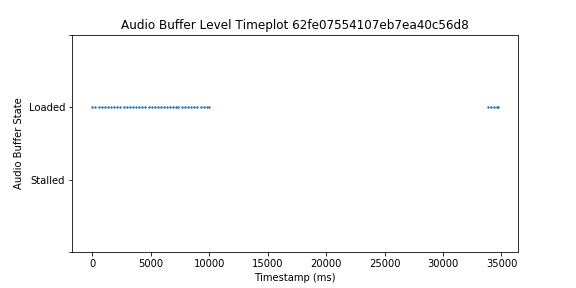 Audio Buffer Level Timeplot 62fe07554107eb7ea40c56d8
Audio Buffer State
Loaded
Stalled
0 5000 10000 15000 20000 25000 30000 35000
Timestamp (ms)